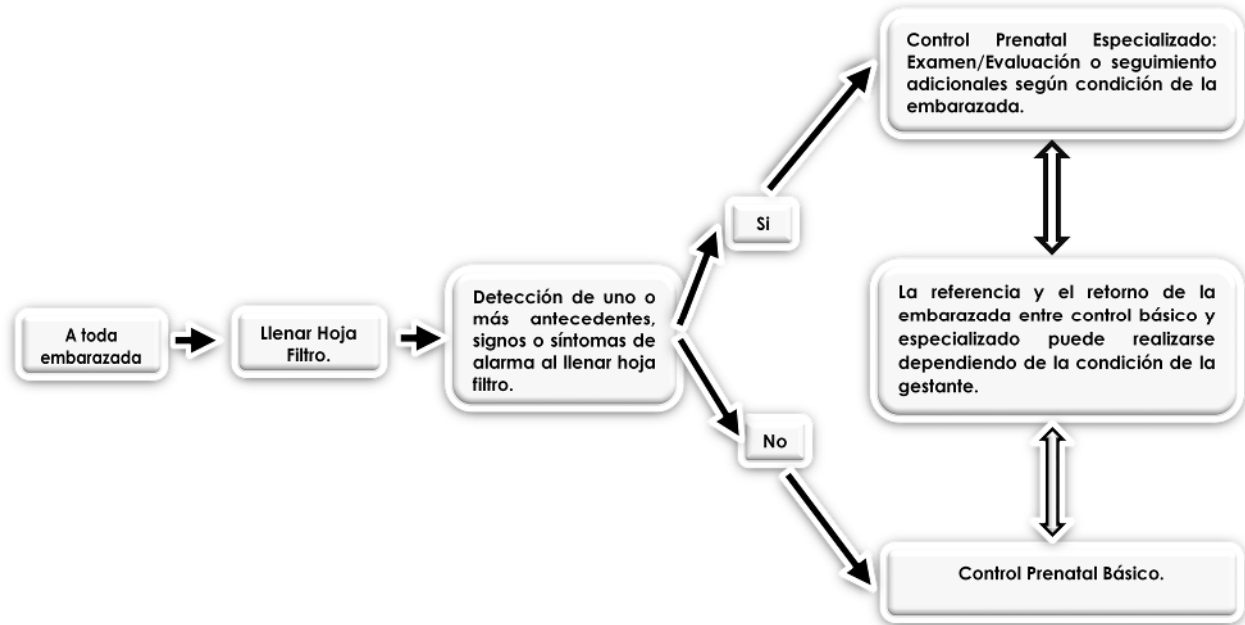 A toda
embarazada
Llenar Hoja
Filtro.
Detección de uno o
más antecedentes,
signos o síntomas de
alarma al llenar hoja
filtro.
Si
No
Control Prenatal Especializado:
Examen/Evaluación o seguimiento
adicionales según condición de la
embarazada.
La referencia y el retorno de la
embarazada entre control básico y
especializado puede realizarse
dependiendo de la condición de la
gestante.
Control Prenatal Básico.